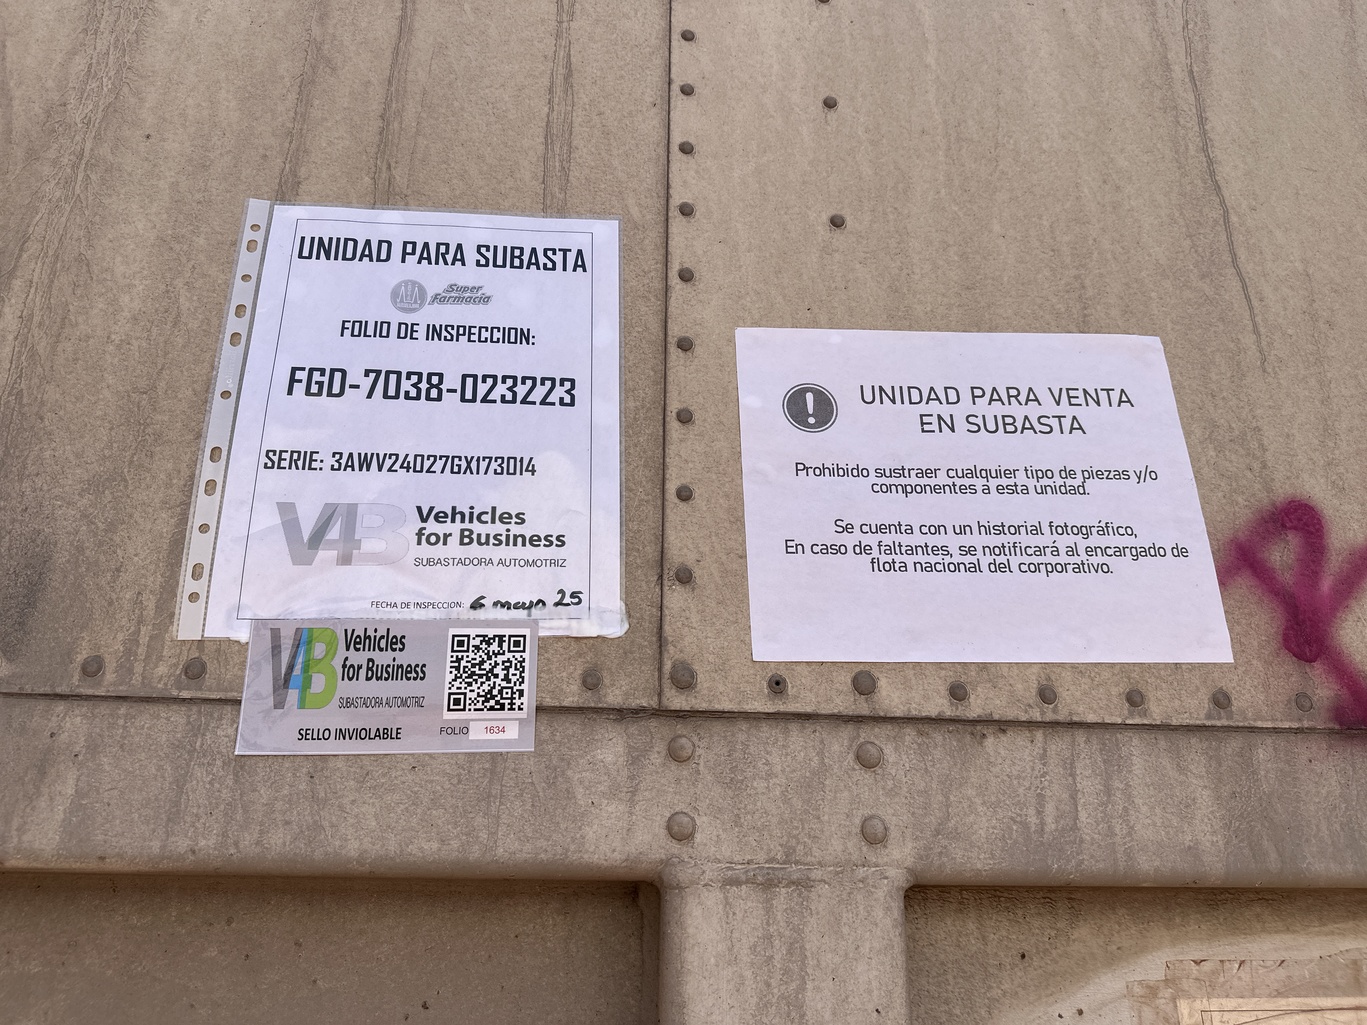 UNIDAD PARA SUBASTA
Super
Farmacia
FOLIO DE INSPECCION:
FGD-7038-023223
SERIE: 3AWV24027GX173014
V4B Vehicles
for Business
SUBASTADORA AUTOMOTRIZ
FECHA DE INSPECCION: 6 mayo 25
V4B Vehicles
for Business
SUBASTADORA AUTOMOTRIZ
SELLO INVIOLABLE
FOLIO 1634
! UNIDAD PARA VENTA
EN SUBASTA
Prohibido sustraer cualquier tipo de piezas y/o
componentes a esta unidad.
Se cuenta con un historial fotográfico,
En caso de faltantes, se notificará al encargado de
flota nacional del corporativo.